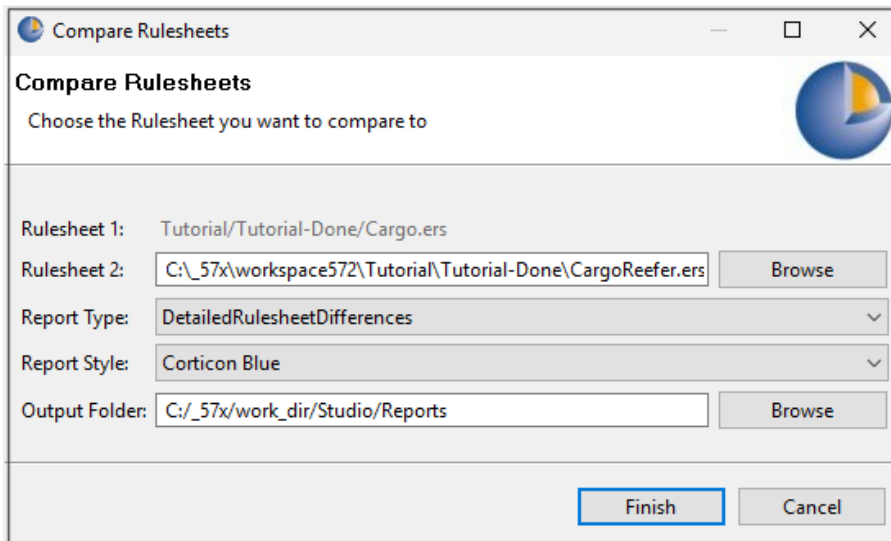 Compare Rulesheets
Compare Rulesheets
Choose the Rulesheet you want to compare to
Rulesheet 1: Tutorial/Tutorial-Done/Cargo.ers
Rulesheet 2: C:\_57x\workspace572\Tutorial\Tutorial-Done\CargoReefer.ers Browse
Report Type: DetailedRulesheetDifferences
Report Style: Corticon Blue
Output Folder: C:/_57x/work_dir/Studio/Reports Browse
Finish Cancel